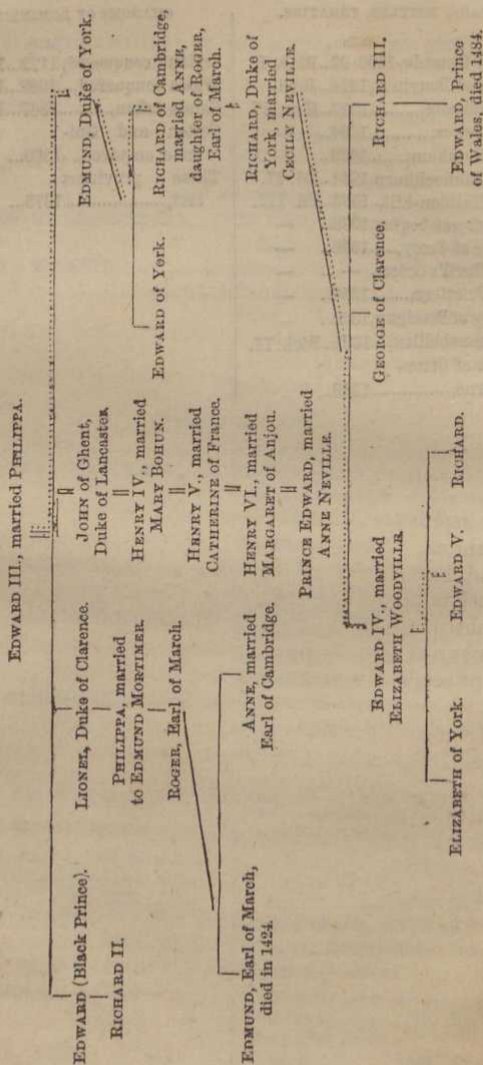 EDWARD III., married PHILIPPA.
EDWARD (Black Prince).
RICHARD II.
LIONEL, Duke of Clarence.
PHILIPPA, married
to EDMUND MORTIMER.
ROGER, Earl of March.
EDMUND, Earl of March,
died in 1424.
ANNE, married
Earl of Cambridge.
JOHN of Ghent,
Duke of Lancaster.
HENRY IV., married
MARY BOHUN.
HENRY V., married
CATHERINE of France.
HENRY VI., married
MARGARET of Anjou.
PRINCE EDWARD, married
ANNE NEVILLE.
EDMUND, Duke of York.
EDWARD of York.
RICHARD of Cambridge,
married ANNE,
daughter of ROGER,
Earl of March.
RICHARD, Duke of
York, married
CECILY NEVILLE.
EDWARD IV., married
ELIZABETH WOODVILLE.
GEORGE of Clarence.
RICHARD III.
ELIZABETH of York.
EDWARD V.
RICHARD.
EDWARD, Prince
of Wales, died 1484.